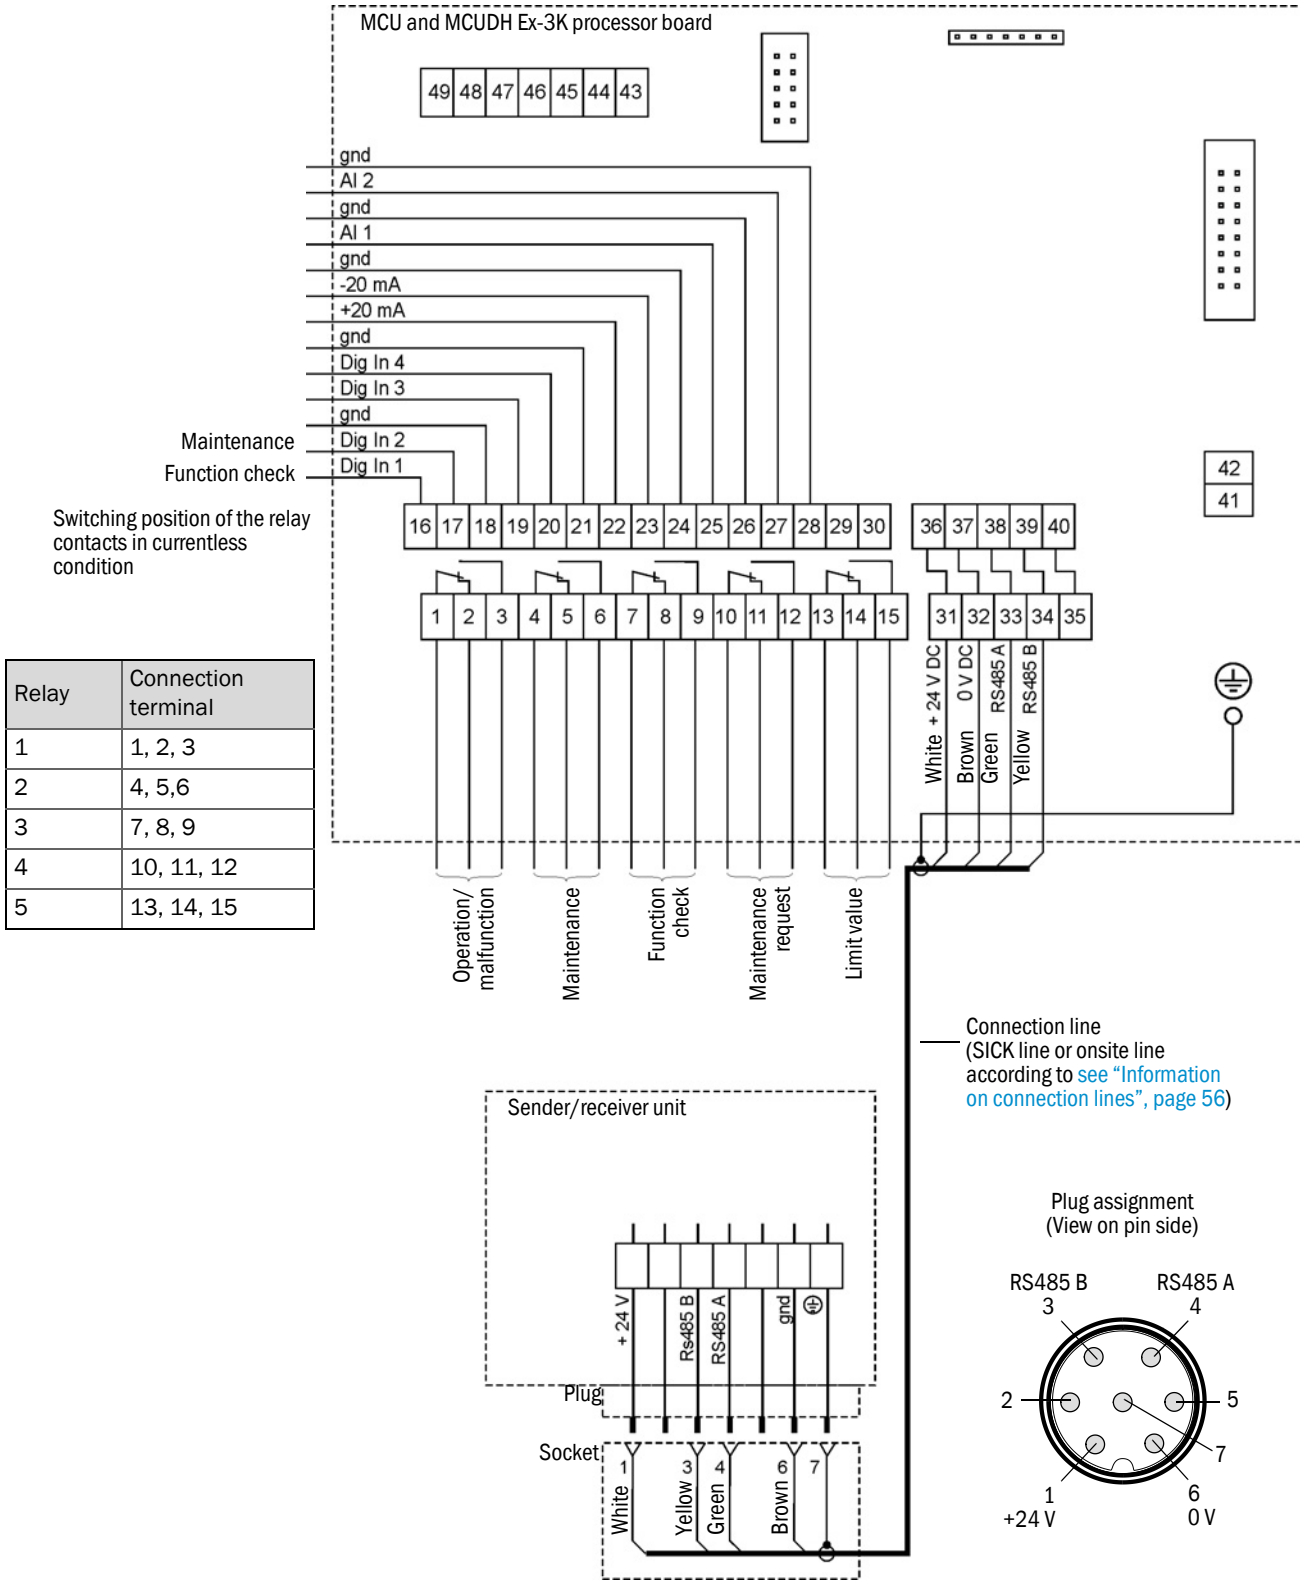 MCU and MCUDH Ex-3K processor board
49 48 47 46 45 44 43
gnd
AI 2
gnd
AI 1
gnd
-20 mA
+20 mA
gnd
Dig In 4
Dig In 3
gnd
Maintenance Dig In 2
Function check Dig In 1
42
41
Switching position of the relay
contacts in currentless
condition
16 17 18 19 20 21 22 23 24 25 26 27 28 29 30
36 37 38 39 40
1 2 3 4 5 6 7 8 9 10 11 12 13 14 15
31 32 33 34 35
White + 24 V DC
Brown 0 V DC
Green RS485 A
Yellow RS485 B
Relay Connection
terminal
1 1, 2, 3
2 4, 5,6
3 7, 8, 9
4 10, 11, 12
5 13, 14, 15
Operation/
malfunction
Maintenance
Function
check
Maintenance
request
Limit value
Connection line
(SICK line or onsite line
according to see “Information
on connection lines”, page 56)
Sender/receiver unit
+ 24 V
Rs485 B
RS485 A
gnd
Plug
Socket
1 3 4 6 7
White
Yellow
Green
Brown
Plug assignment
(View on pin side)
RS485 B RS485 A
3 4
2 5
7
1 6
+24 V 0 V